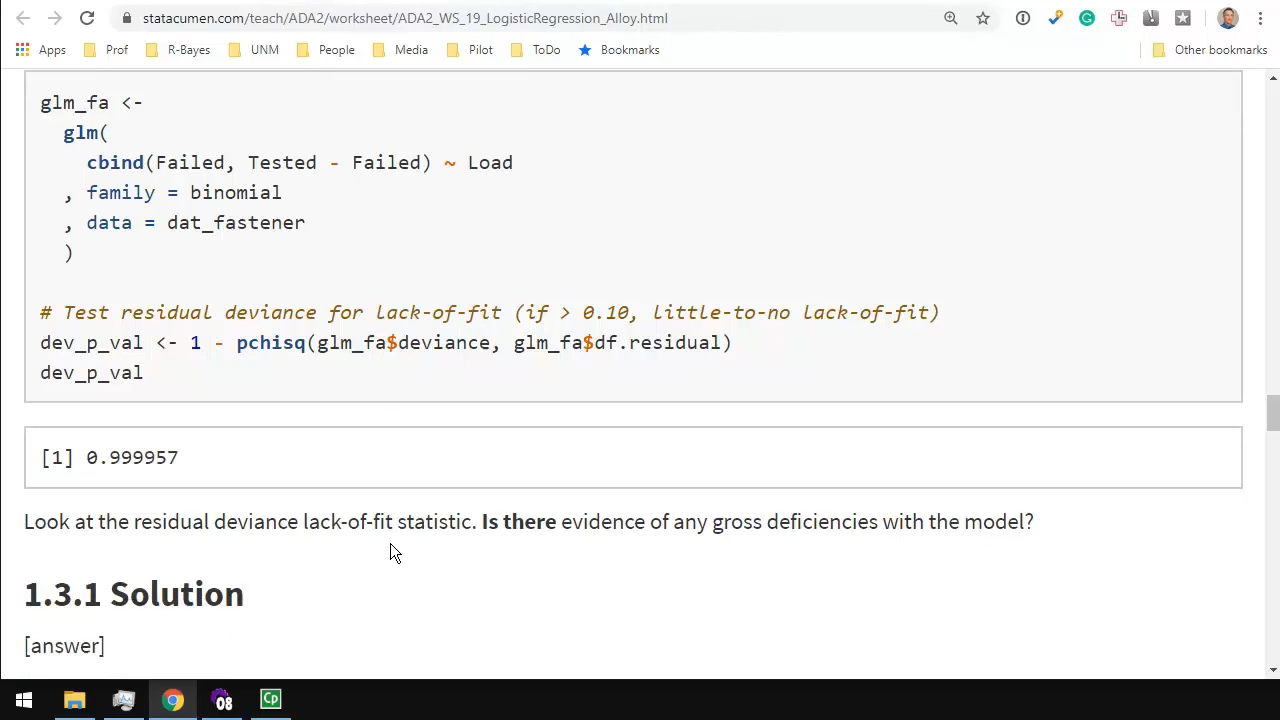 statacumen.com/teach/ADA2/worksheet/ADA2_WS_19_LogisticRegression_Alloy.html
Apps Prof R-Bayes UNM People Media Pilot ToDo Bookmarks Other bookmarks
glm_fa <-
glm(
cbind(Failed, Tested - Failed) ~ Load
, family = binomial
, data = dat_fastener
)
# Test residual deviance for lack-of-fit (if > 0.10, little-to-no lack-of-fit)
dev_p_val <- 1 - pchisq(glm_fa$deviance, glm_fa$df.residual)
dev_p_val
[1] 0.999957
Look at the residual deviance lack-of-fit statistic. Is there evidence of any gross deficiencies with the model?
1.3.1 Solution
[answer]
08
Cp